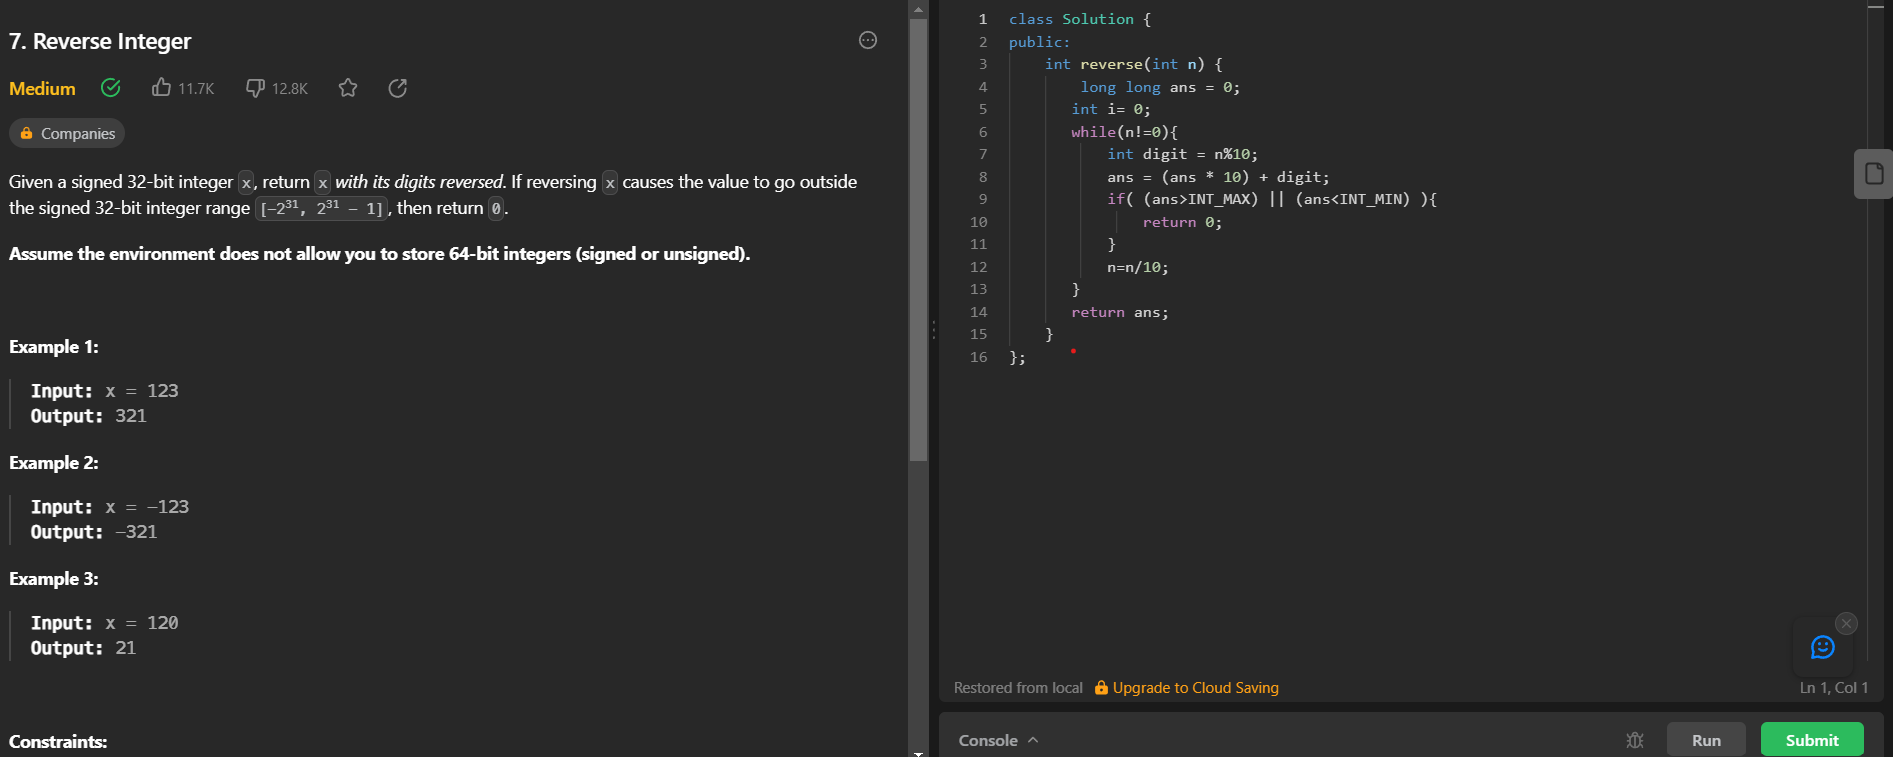 7. Reverse Integer
Medium 11.7K 12.8K
Companies
Given a signed 32-bit integer x, return x with its digits reversed. If reversing x causes the value to go outside
the signed 32-bit integer range [−2³¹, 2³¹ − 1], then return 0.
Assume the environment does not allow you to store 64-bit integers (signed or unsigned).
Example 1:
Input: x = 123
Output: 321
Example 2:
Input: x = −123
Output: −321
Example 3:
Input: x = 120
Output: 21
Constraints:
1 class Solution {
2 public:
3 int reverse(int n) {
4 long long ans = 0;
5 int i= 0;
6 while(n!=0){
7 int digit = n%10;
8 ans = (ans * 10) + digit;
9 if( (ans>INT_MAX) || (ans<INT_MIN) ){
10 return 0;
11 }
12 n=n/10;
13 }
14 return ans;
15 }
16 };
Restored from local Upgrade to Cloud Saving Ln 1, Col 1
Console Run Submit